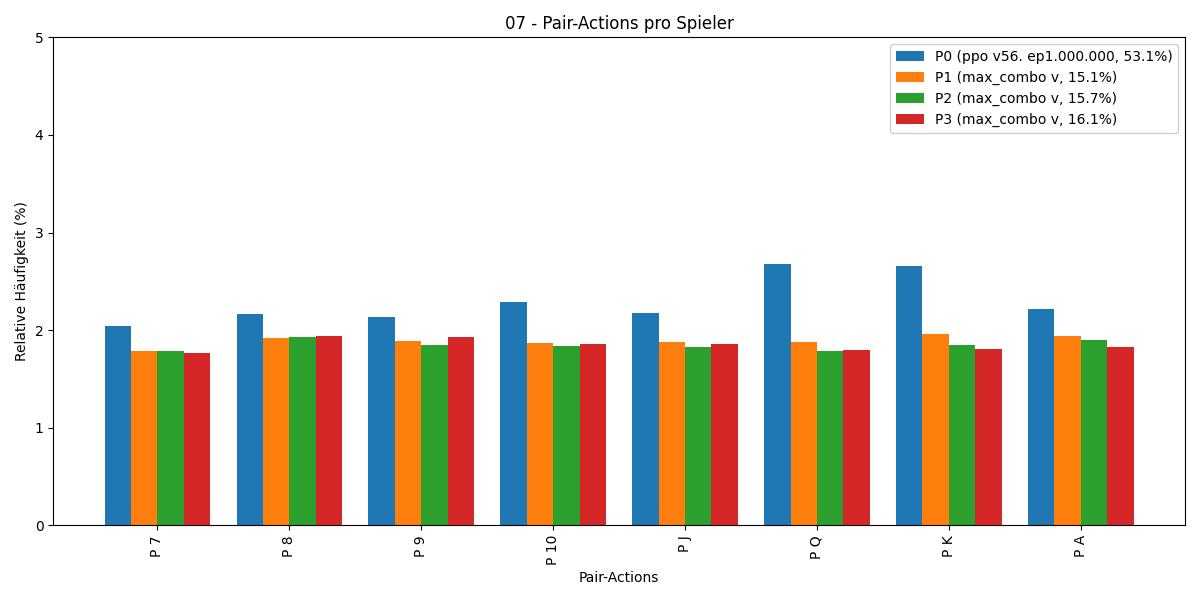 07 - Pair-Actions pro Spieler
P0 (ppo v56. ep1.000.000, 53.1%)
P1 (max_combo v, 15.1%)
P2 (max_combo v, 15.7%)
P3 (max_combo v, 16.1%)
Relative Häufigkeit (%)
5
4
3
2
1
0
P 7
P 8
P 9
P 10
P J
P Q
P K
P A
Pair-Actions